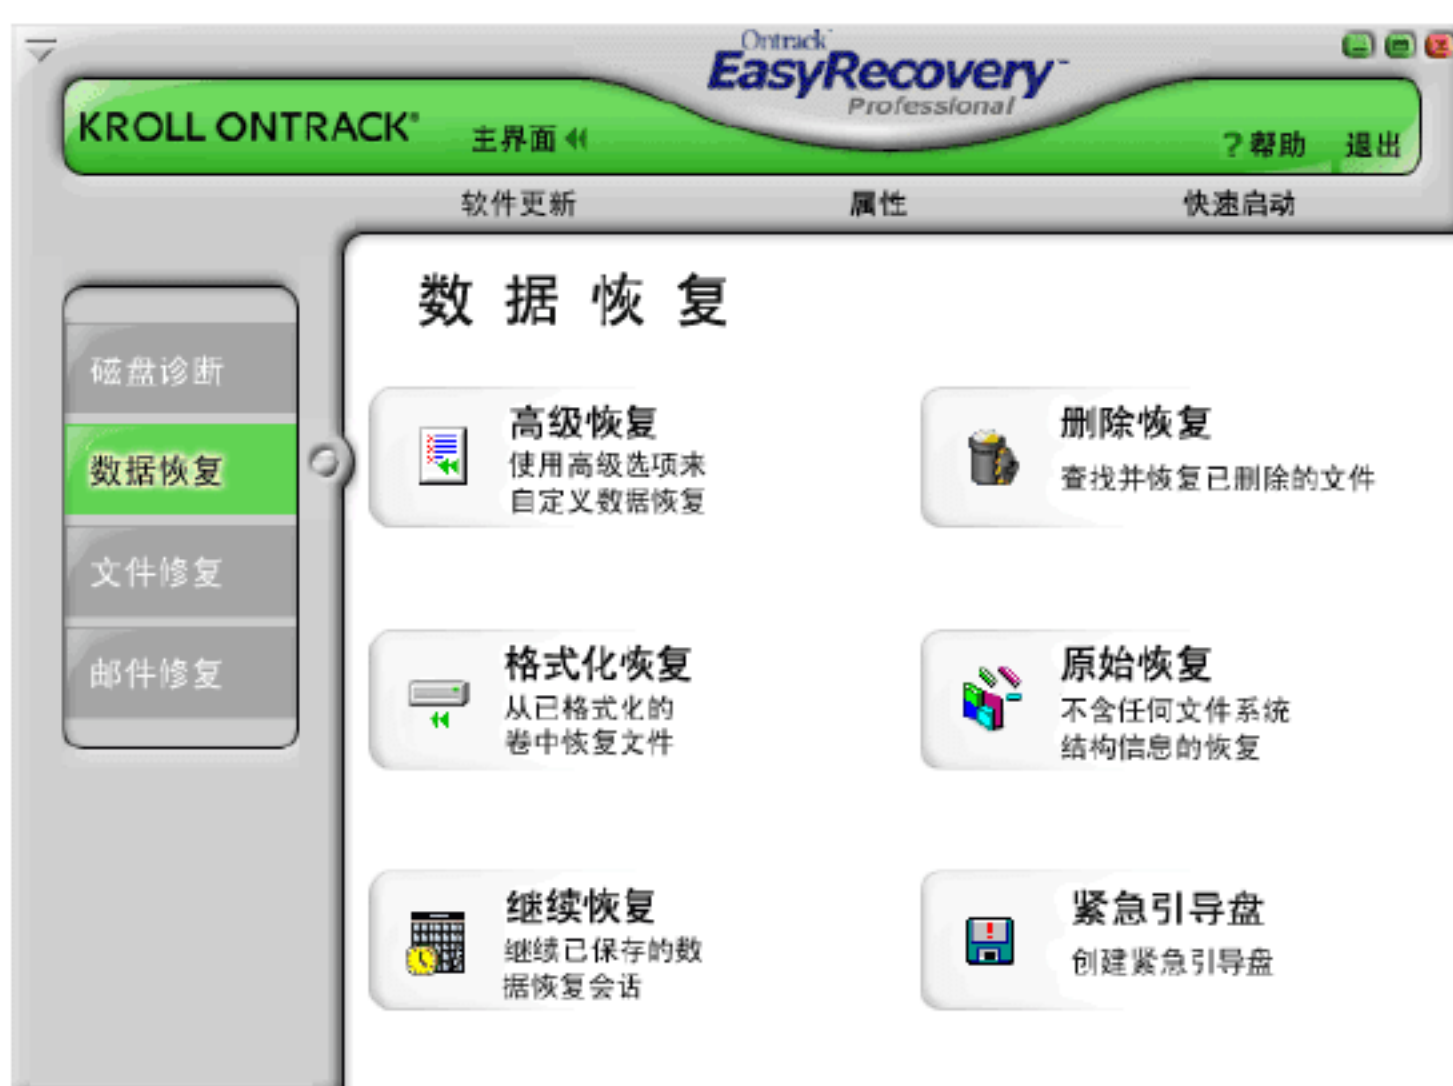 Ontrack
EasyRecovery
Professional
KROLL ONTRACK®
主界面
?帮助
退出
软件更新
属性
快速启动
磁盘诊断
数据恢复
文件修复
邮件修复
数据恢复
高级恢复
使用高级选项来
自定义数据恢复
删除恢复
查找并恢复已删除的文件
格式化恢复
从已格式化的
卷中恢复文件
原始恢复
不含任何文件系统
结构信息的恢复
继续恢复
继续已保存的数
据恢复会话
紧急引导盘
创建紧急引导盘